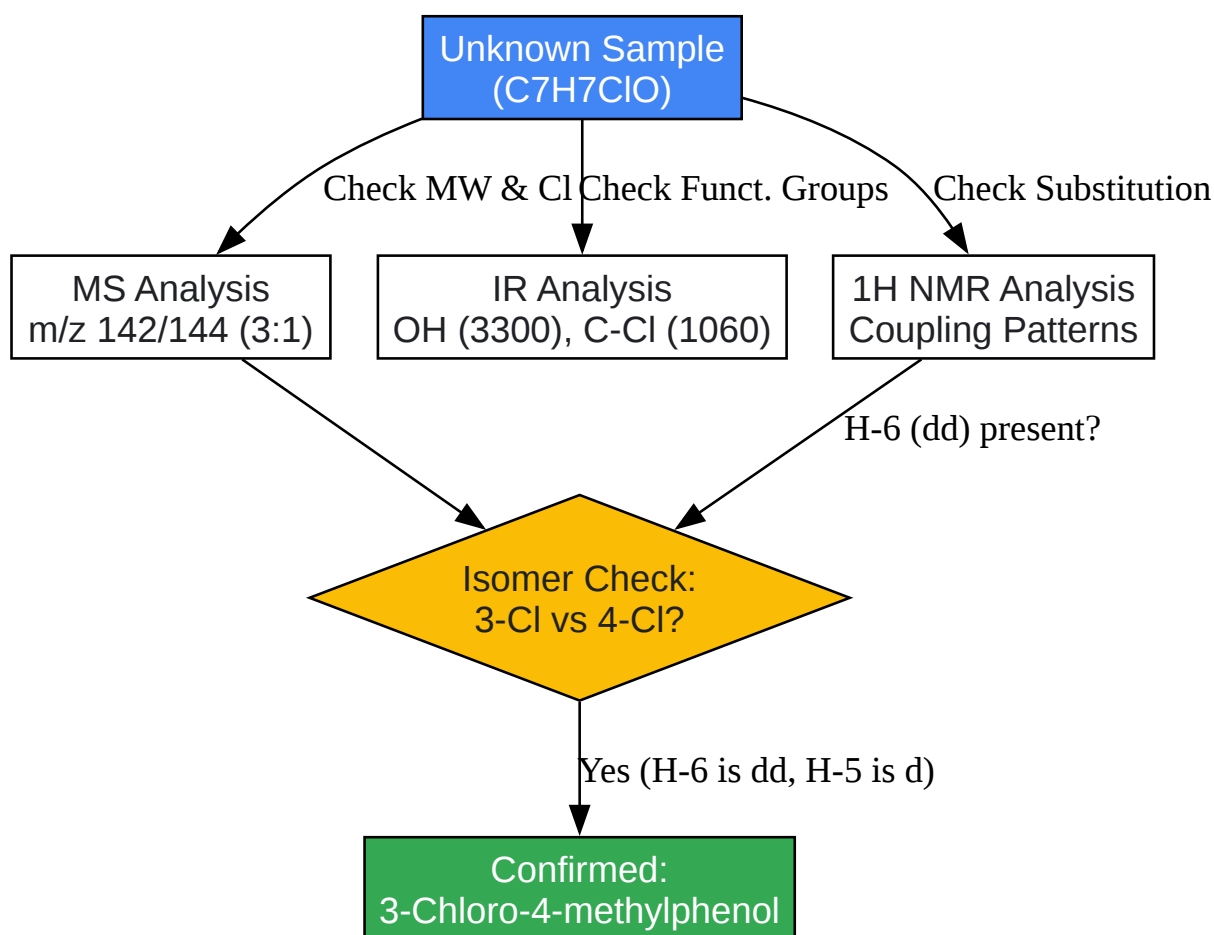 Unknown Sample
(C7H7ClO)
Check MW & Cl
Check Funct. Groups
Check Substitution
MS Analysis
m/z 142/144 (3:1)
IR Analysis
OH (3300), C-Cl (1060)
1H NMR Analysis
Coupling Patterns
H-6 (dd) present?
Isomer Check:
3-Cl vs 4-Cl?
Yes (H-6 is dd, H-5 is d)
Confirmed:
3-Chloro-4-methylphenol